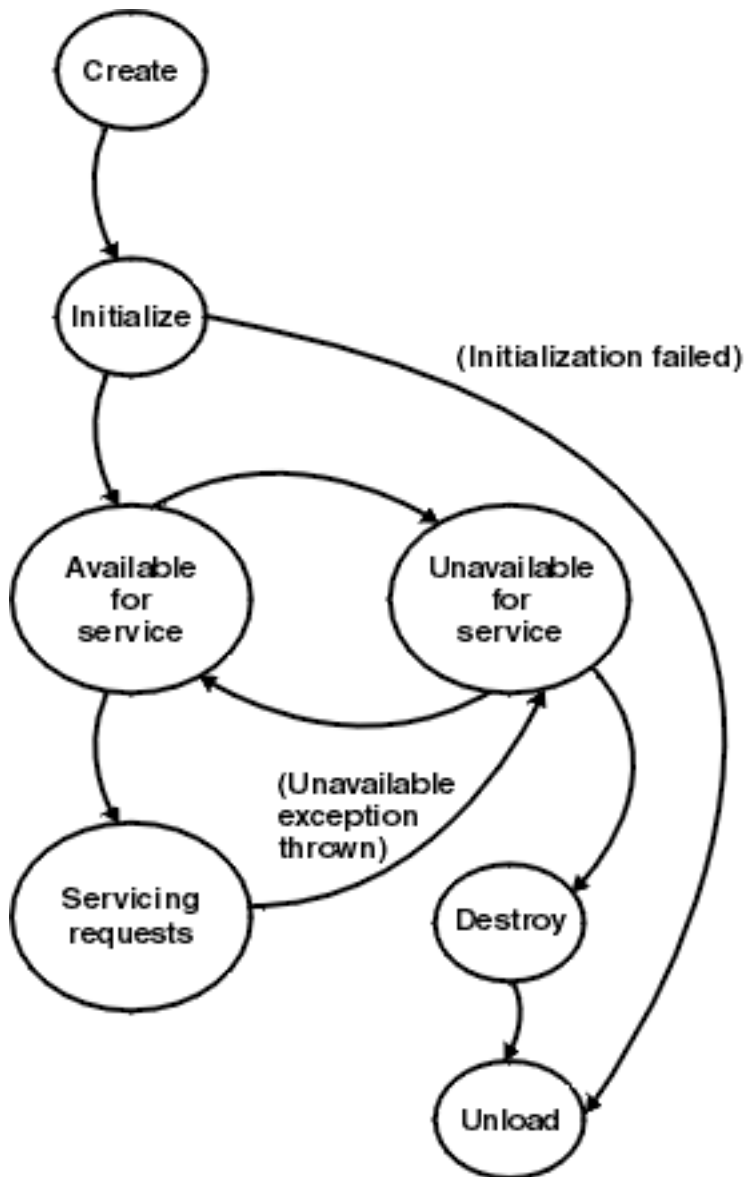 Create
Initialize
(Initialization failed)
Available
for
service
Unavailable
for
service
(Unavailable
exception
thrown)
Servicing
requests
Destroy
Unload